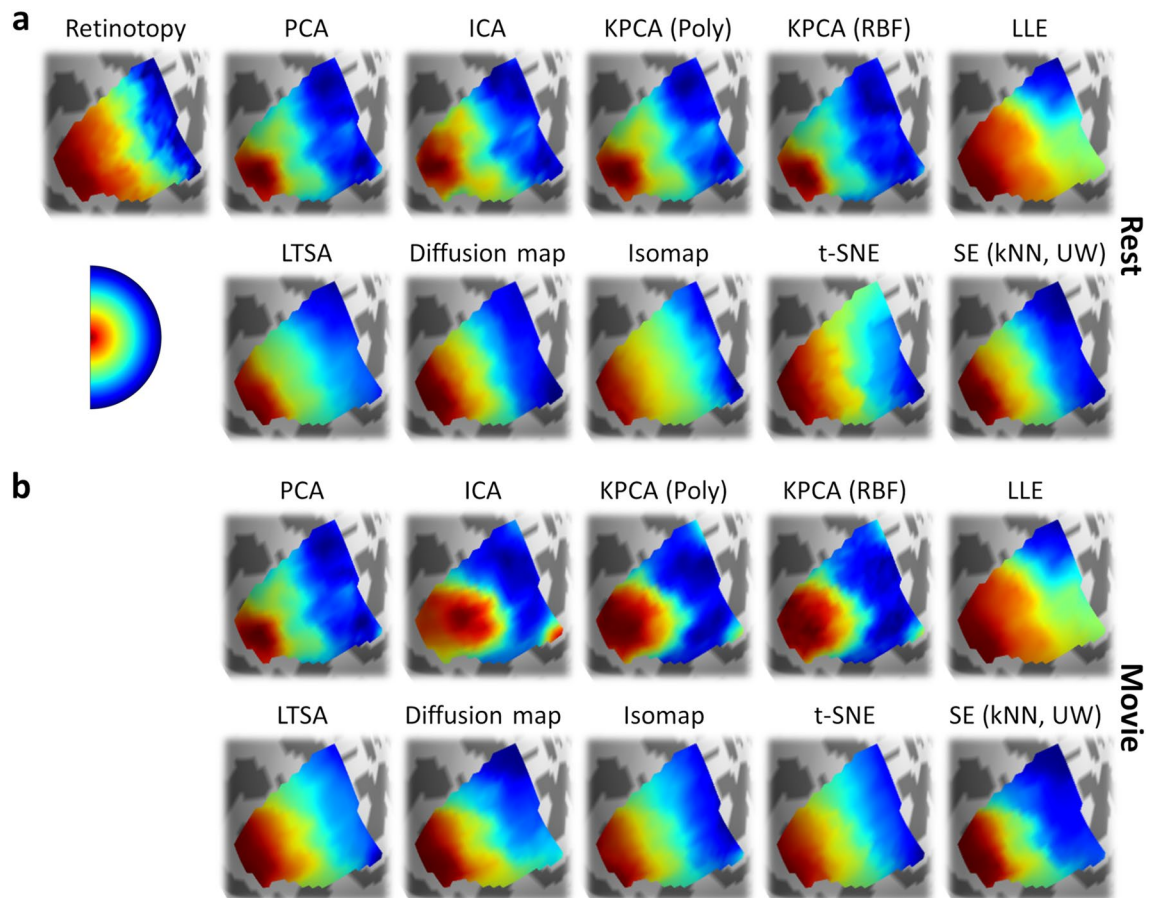 a
Retinotopy PCA ICA KPCA (Poly) KPCA (RBF) LLE
LTSA Diffusion map Isomap t-SNE SE (kNN, UW)
Rest
b
PCA ICA KPCA (Poly) KPCA (RBF) LLE
LTSA Diffusion map Isomap t-SNE SE (kNN, UW)
Movie